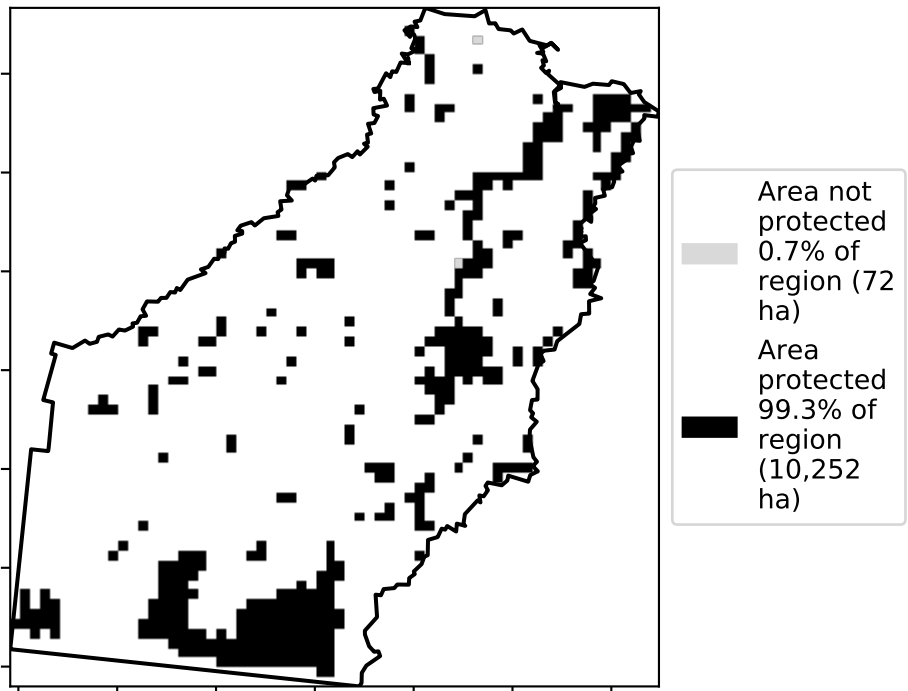 Area not
protected
0.7% of
region (72
ha)
Area
protected
99.3% of
region
(10,252
ha)